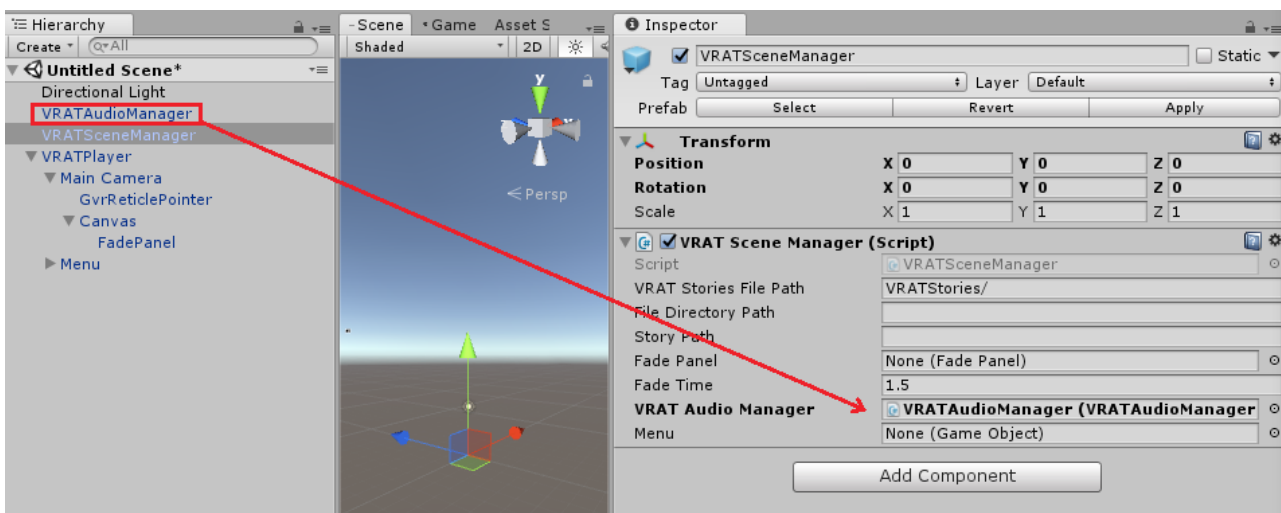 Hierarchy
Create
All
Untitled Scene*
Directional Light
VRATAudioManager
VRATSceneManager
VRATPlayer
Main Camera
GvrReticlePointer
Canvas
FadePanel
Menu
Scene Game Asset S
Shaded 2D
y
Persp
Inspector
VRATSceneManager Static
Tag Untagged Layer Default
Prefab Select Revert Apply
Transform
Position X 0 Y 0 Z 0
Rotation X 0 Y 0 Z 0
Scale X 1 Y 1 Z 1
VRAT Scene Manager (Script)
Script VRATSceneManager
VRAT Stories File Path VRATStories/
File Directory Path
Story Path
Fade Panel None (Fade Panel)
Fade Time 1.5
VRAT Audio Manager VRATAudioManager (VRATAudioManager
Menu None (Game Object)
Add Component